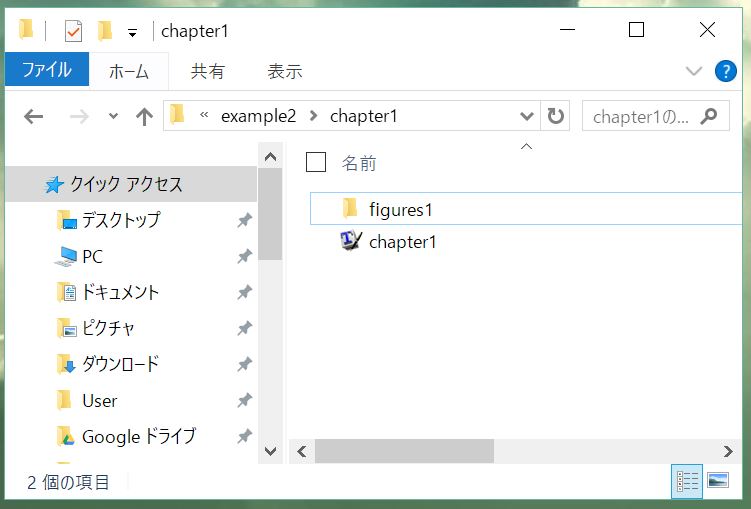 chapter1
ファイル ホーム 共有 表示
« example2 > chapter1 chapter1の...
名前
クイック アクセス
デスクトップ
PC
ドキュメント
ピクチャ
ダウンロード
User
Google ドライブ
figures1
chapter1
2 個の項目